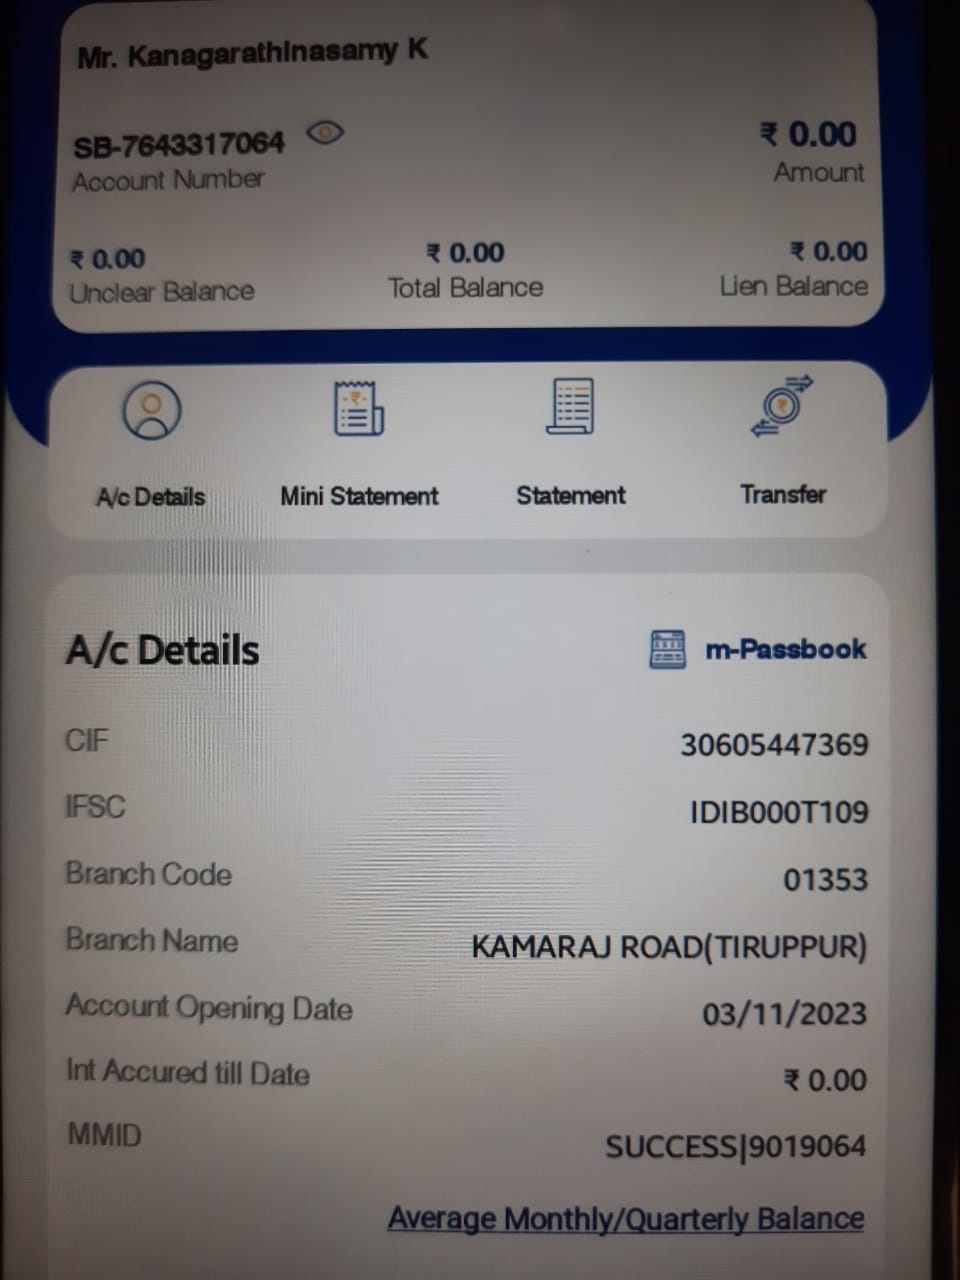 Mr. Kanagarathinasamy K
SB-7643317064
Account Number
₹ 0.00
Amount
₹ 0.00
Unclear Balance
₹ 0.00
Total Balance
₹ 0.00
Lien Balance
A/c Details
Mini Statement
Statement
Transfer
A/c Details
m-Passbook
CIF 30605447369
IFSC IDIB000T109
Branch Code 01353
Branch Name KAMARAJ ROAD(TIRUPPUR)
Account Opening Date 03/11/2023
Int Accured till Date ₹ 0.00
MMID SUCCESS|9019064
Average Monthly/Quarterly Balance